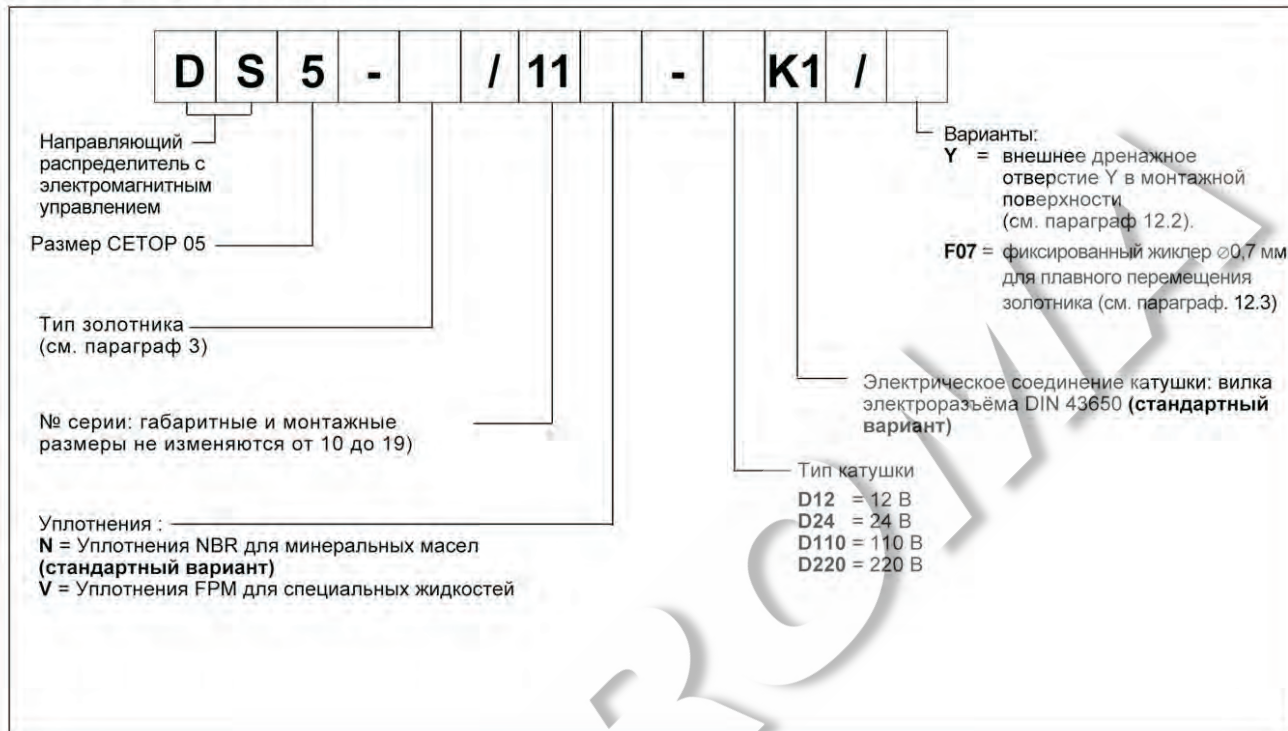 D S 5 - / 11 - K1 /
Направляющий
распределитель с
электромагнитным
управлением
Размер CETOP 05
Тип золотника
(см. параграф 3)
№ серии: габаритные и монтажные
размеры не изменяются от 10 до 19)
Уплотнения :
N = Уплотнения NBR для минеральных масел
(стандартный вариант)
V = Уплотнения FPM для специальных жидкостей
Варианты:
Y = внешнее дренажное
отверстие Y в монтажной
поверхности
(см. параграф 12.2).
F07 = фиксированный жиклер ∅0,7 мм
для плавного перемещения
золотника (см. параграф. 12.3)
Электрическое соединение катушки: вилка
электроразъёма DIN 43650 (стандартный
вариант)
Тип катушки
D12 = 12 В
D24 = 24 В
D110 = 110 В
D220 = 220 В